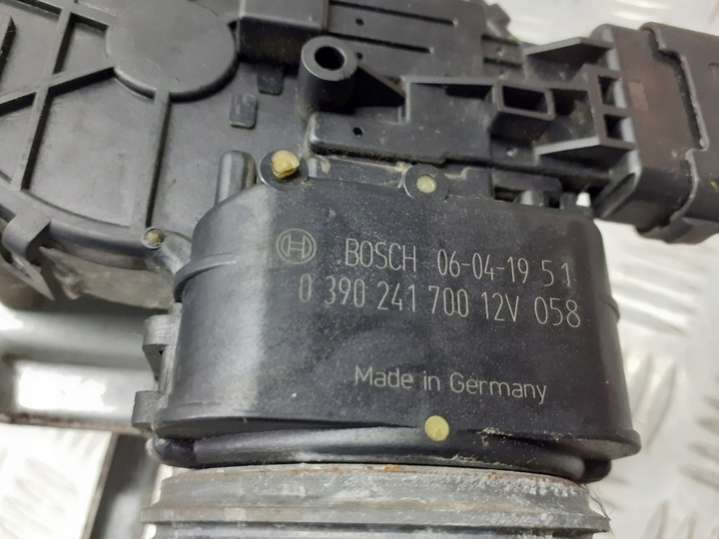 BOSCH 06-04-19 51
0 390 241 700 12V 058
Made in Germany